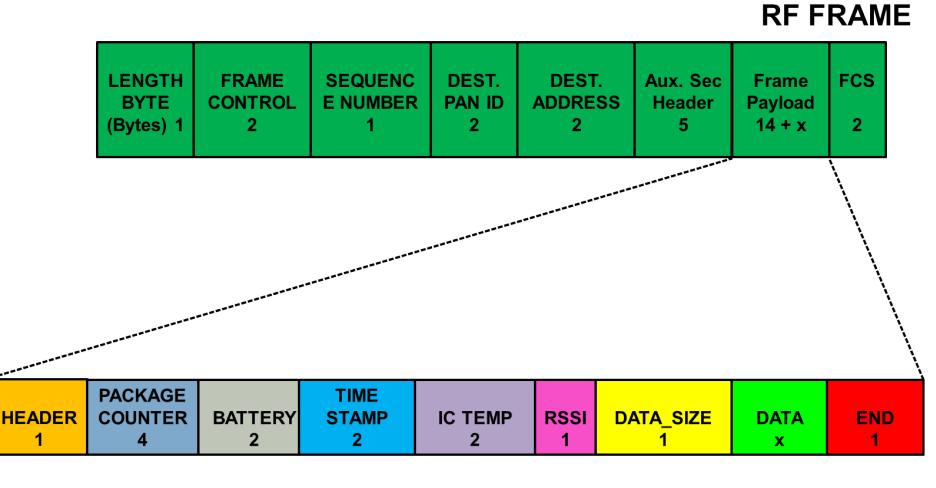 RF FRAME
LENGTH BYTE (Bytes) 1
FRAME CONTROL 2
SEQUENC E NUMBER 1
DEST. PAN ID 2
DEST. ADDRESS 2
Aux. Sec Header 5
Frame Payload 14 + x
FCS 2
HEADER 1
PACKAGE COUNTER 4
BATTERY 2
TIME STAMP 2
IC TEMP 2
RSSI 1
DATA_SIZE 1
DATA x
END 1